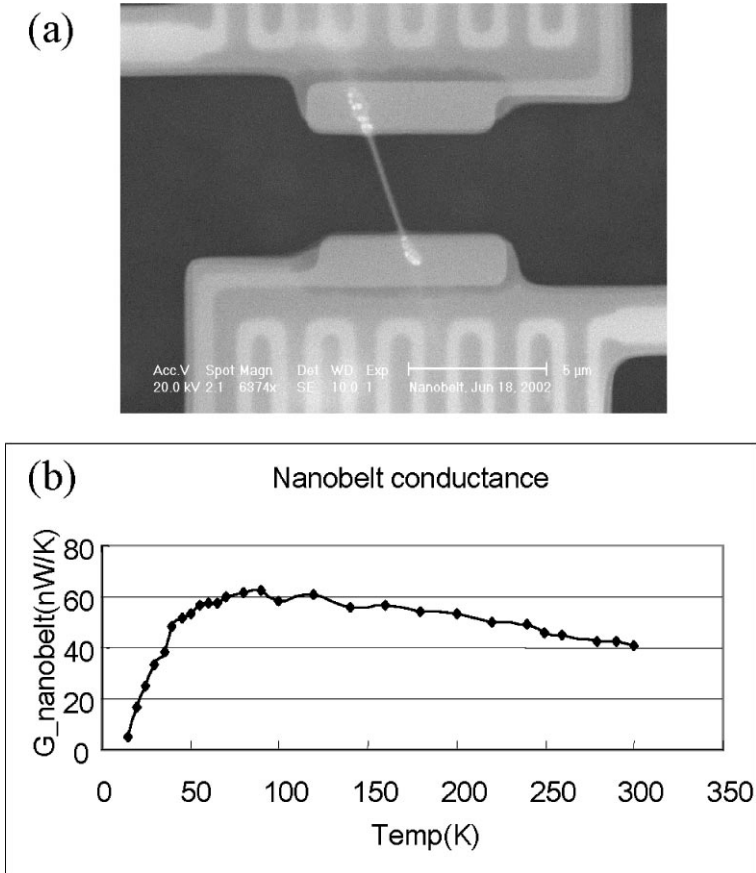 (a)
Acc.V Spot Magn Det WD Exp 5 µm
20.0 kV 2.1 6374x SE 10.0 1 Nanobelt, Jun 18, 2002
(b)
Nanobelt conductance
G_nanobelt(nW/K)
80
60
40
20
0
0 50 100 150 200 250 300 350
Temp(K)